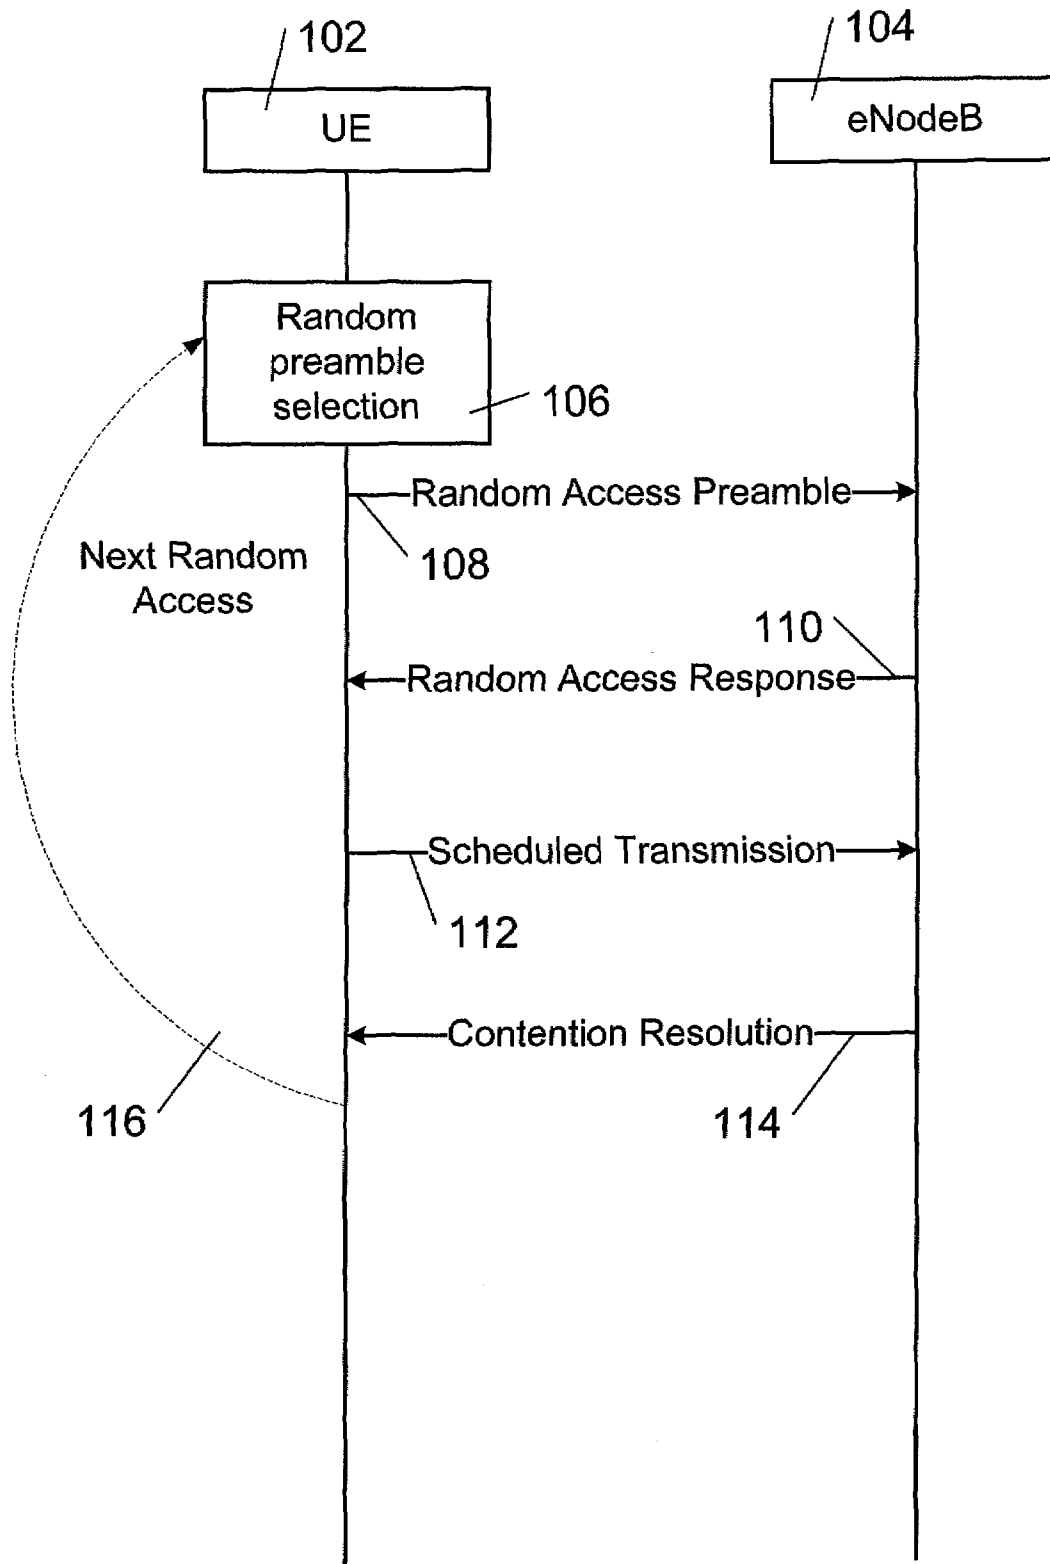 102
104
UE
eNodeB
Random
preamble
selection
106
Random Access Preamble
108
Next Random
Access
110
Random Access Response
Scheduled Transmission
112
Contention Resolution
116
114